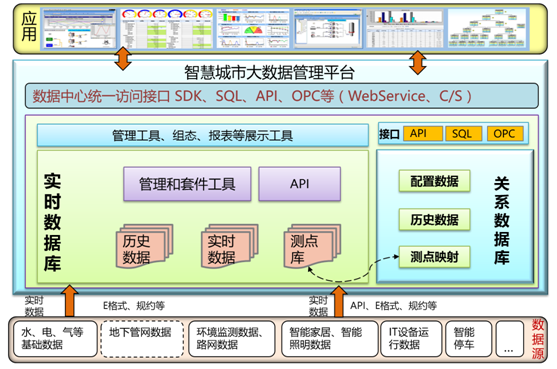 应用
智慧城市大数据管理平台
数据中心统一访问接口 SDK、SQL、API、OPC等（WebService、C/S）
管理工具、组态、报表等展示工具
接口 API SQL OPC
实时数据库
管理和套件工具
API
历史数据
实时数据
测点库
配置数据
历史数据
测点映射
关系数据库
实时数据
E格式、规约等
实时数据
API、E格式、规约等
水、电、气等
基础数据
地下管网数据
环境监测数据、
路网数据
智能家居、智能
照明数据
IT设备运
行数据
智能
停车
...
数据源